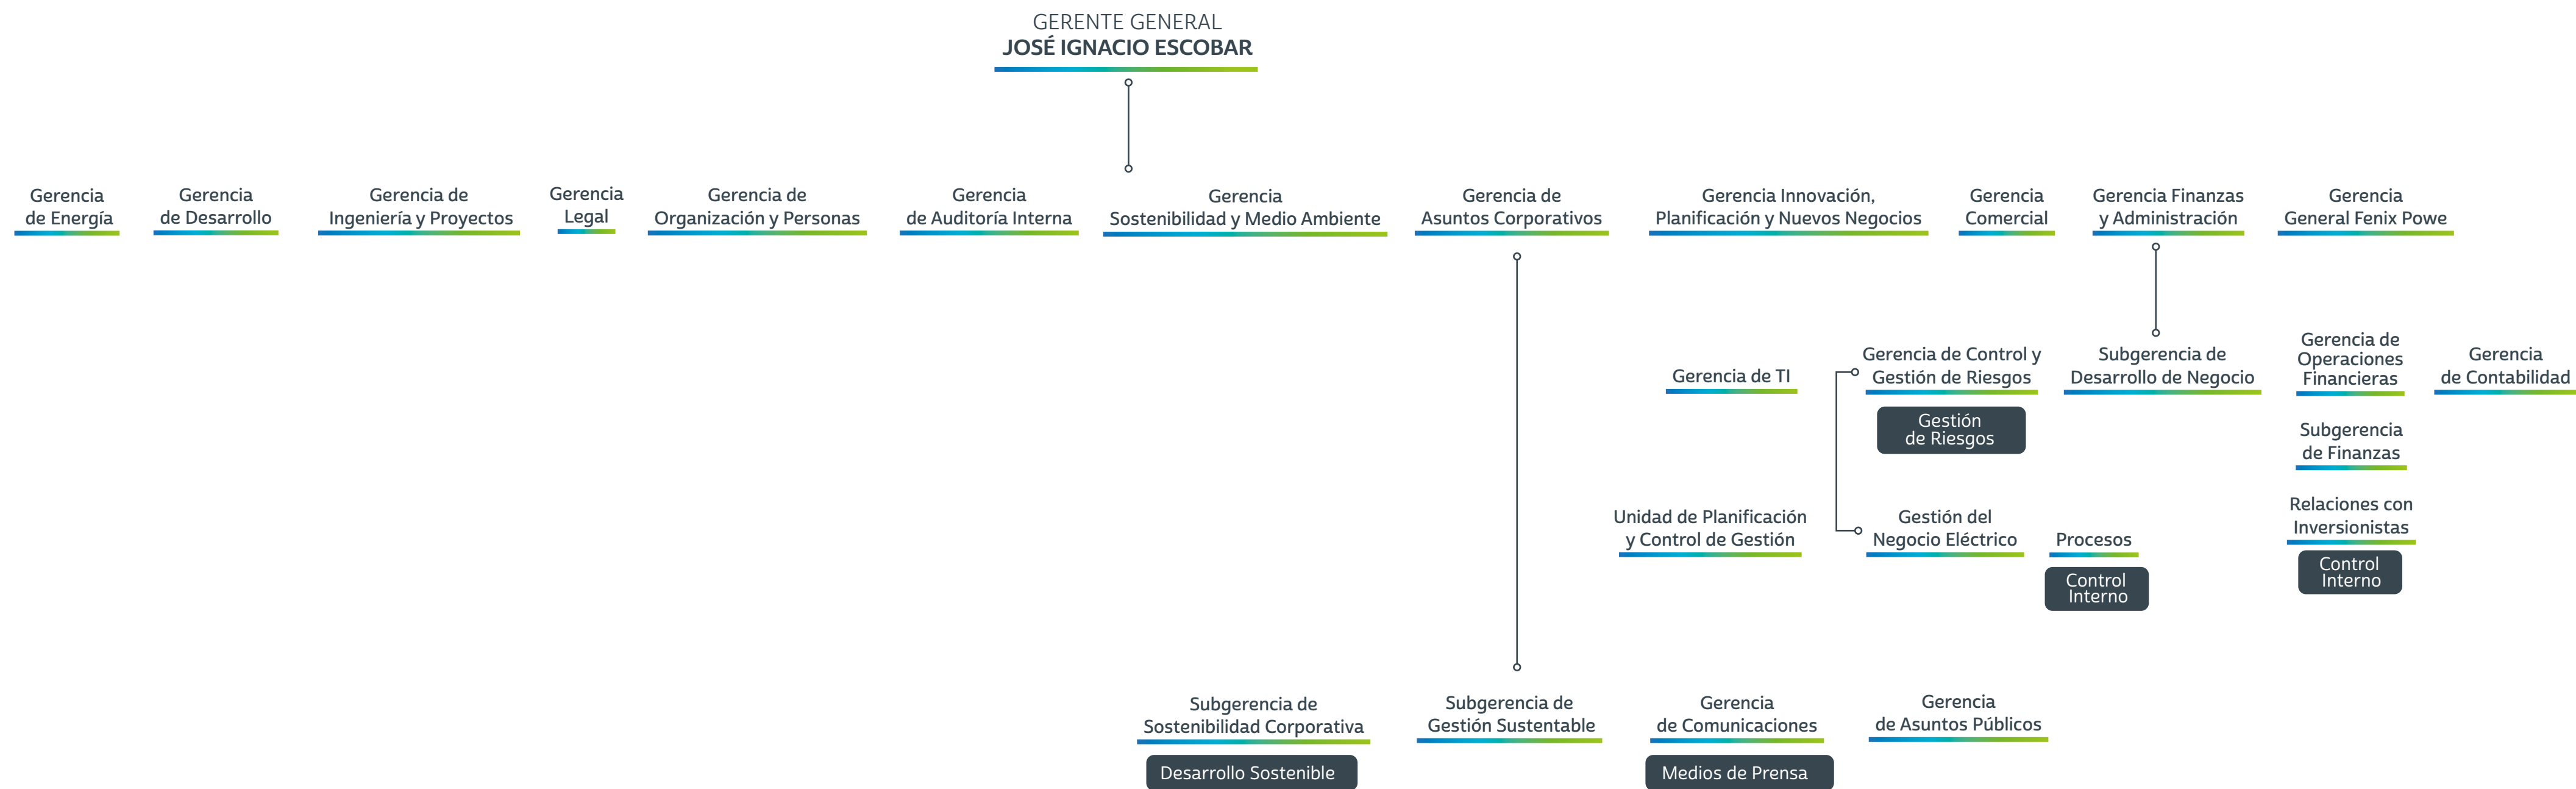 GERENTE GENERAL
JOSÉ IGNACIO ESCOBAR
Gerencia
de Energía
Gerencia
de Desarrollo
Gerencia de
Ingeniería y Proyectos
Gerencia
Legal
Gerencia de
Organización y Personas
Gerencia
de Auditoría Interna
Gerencia
Sostenibilidad y Medio Ambiente
Gerencia de
Asuntos Corporativos
Gerencia Innovación,
Planificación y Nuevos Negocios
Gerencia
Comercial
Gerencia Finanzas
y Administración
Gerencia
General Fenix Powe
Gerencia de TI
Gerencia de Control y
Gestión de Riesgos
Gestión
de Riesgos
Subgerencia de
Desarrollo de Negocio
Gerencia de
Operaciones
Financieras
Gerencia
de Contabilidad
Subgerencia
de Finanzas
Relaciones con
Inversionistas
Control
Interno
Unidad de Planificación
y Control de Gestión
Gestión del
Negocio Eléctrico
Procesos
Control
Interno
Subgerencia de
Sostenibilidad Corporativa
Desarrollo Sostenible
Subgerencia de
Gestión Sustentable
Gerencia
de Comunicaciones
Medios de Prensa
Gerencia
de Asuntos Públicos